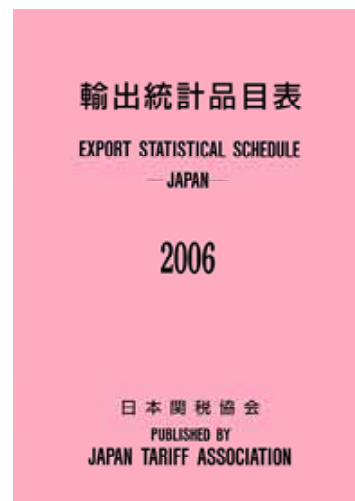 輸出統計品目表
EXPORT STATISTICAL SCHEDULE
—JAPAN—
2006
日本関税協会
PUBLISHED BY
JAPAN TARIFF ASSOCIATION